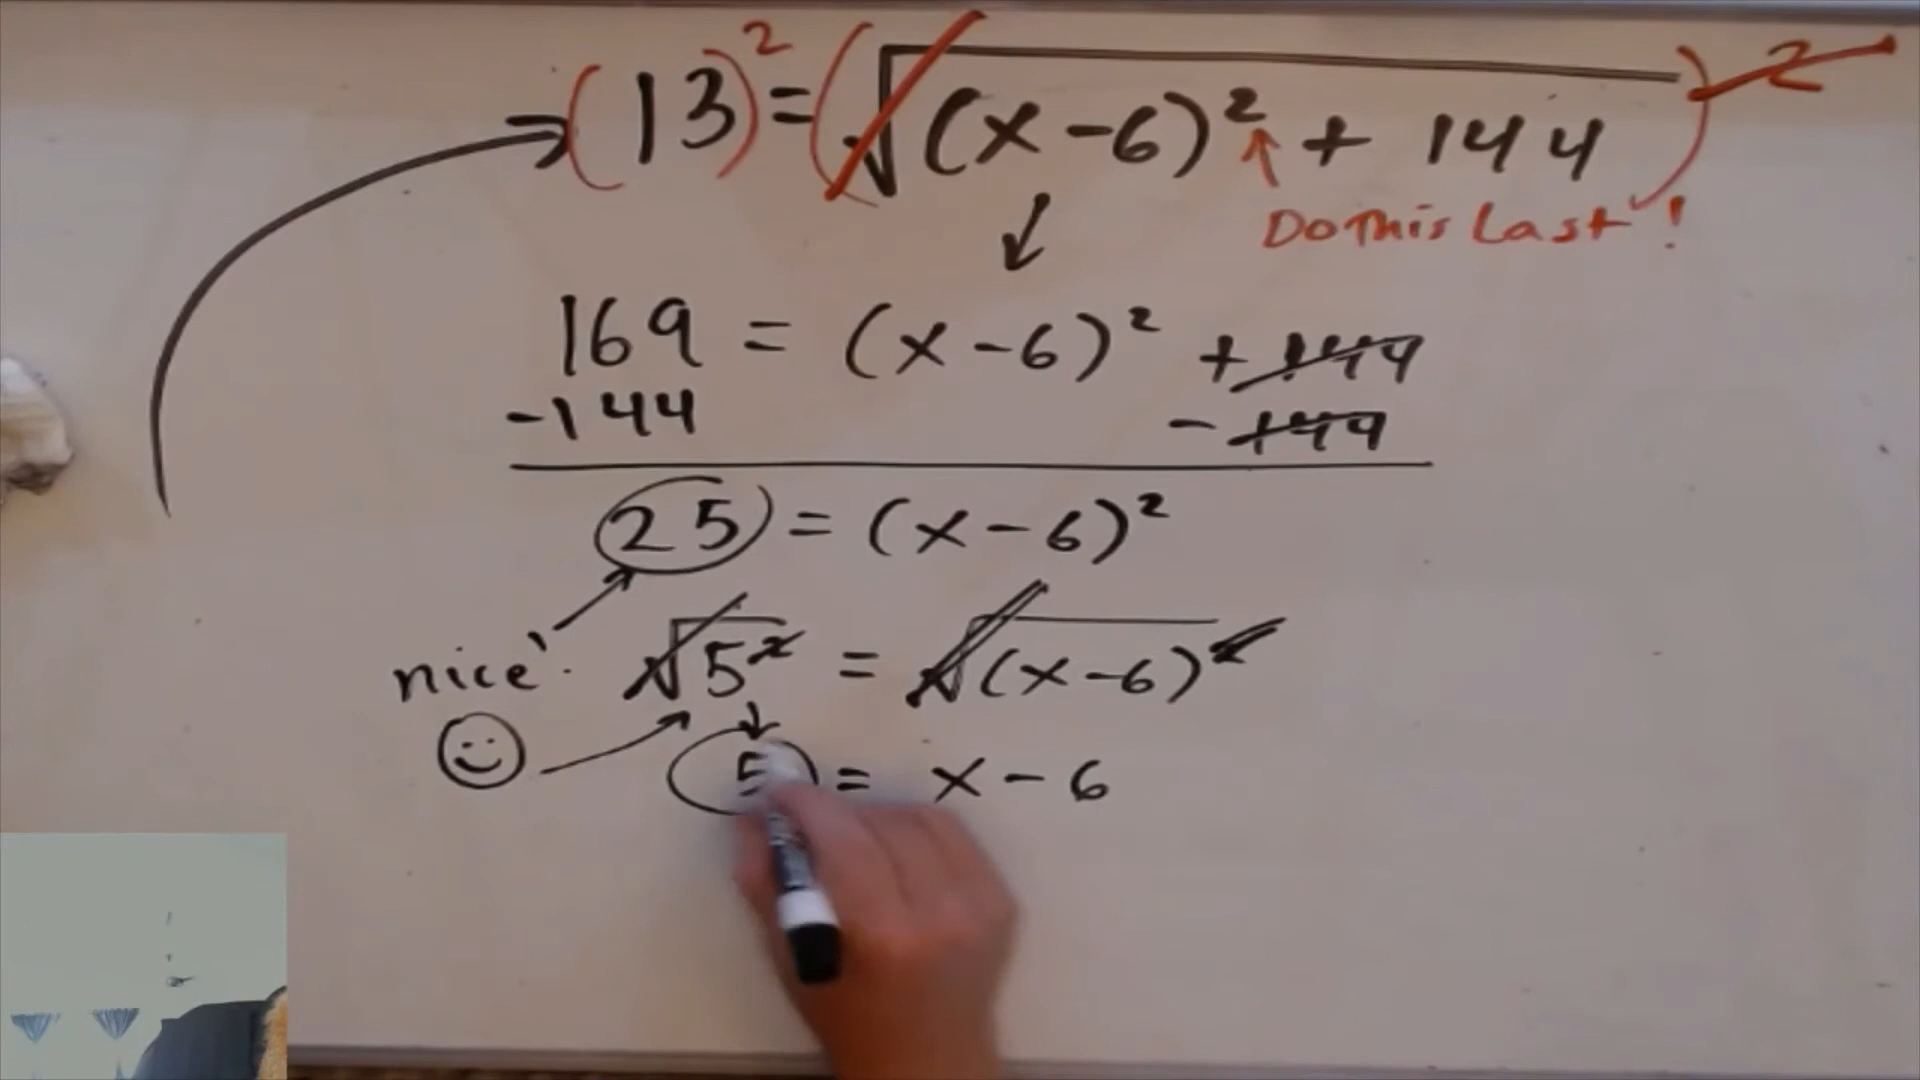 (13)² = (√(x-6)² + 144)²
Do This Last!
169 = (x-6)² + 144
-144 - 144
25 = (x-6)²
nice! √5² = √(x-6)²
5 = x-6